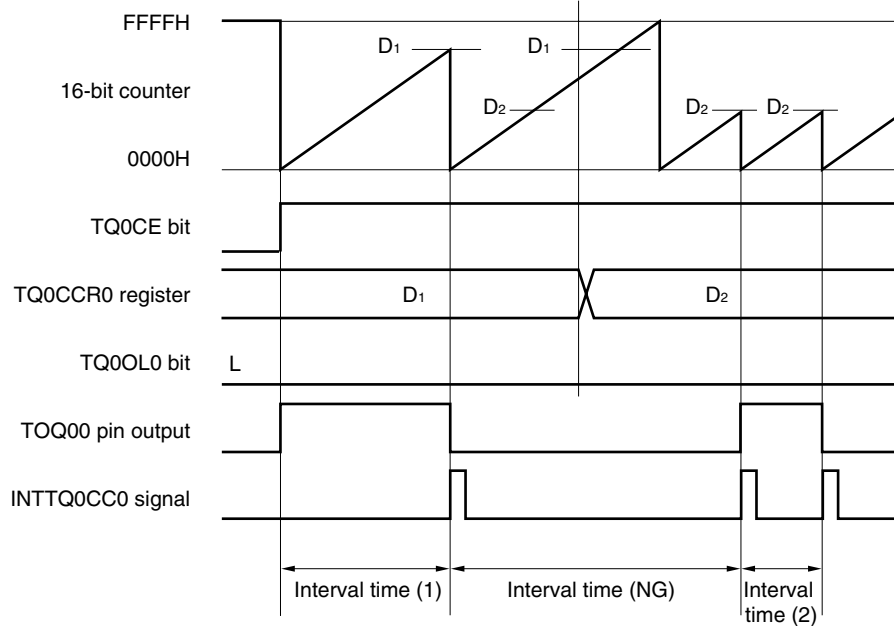 FFFFH
D1
D1
16-bit counter
D2
D2
D2
0000H
TQ0CE bit
TQ0CCR0 register
D1
D2
TQ0OL0 bit
L
TOQ00 pin output
INTTQ0CC0 signal
Interval time (1)
Interval time (NG)
Interval
time (2)